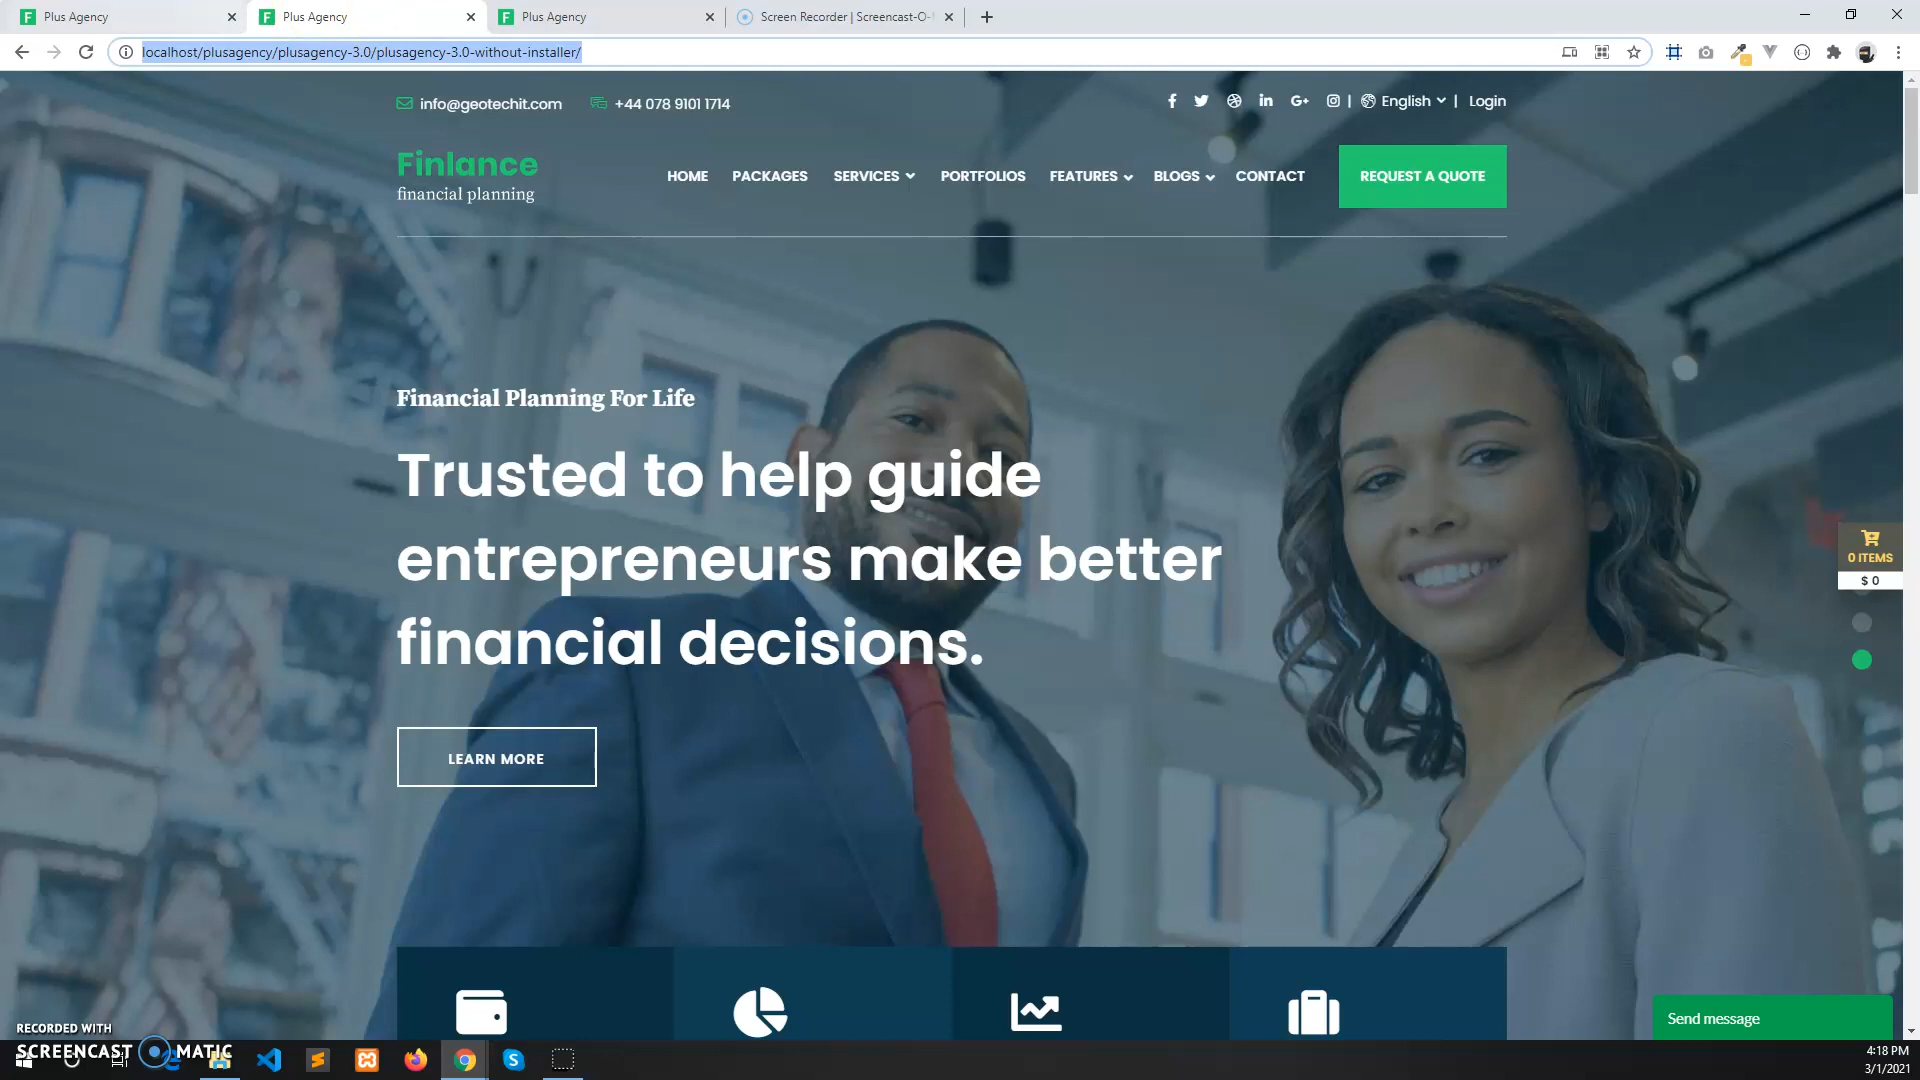 Plus Agency
Plus Agency
Plus Agency
Screen Recorder | Screencast-O-
localhost/plusagency/plusagency-3.0/plusagency-3.0-without-installer/
info@geotechit.com
+44 078 9101 1714
English
Login
Finlance
financial planning
HOME
PACKAGES
SERVICES
PORTFOLIOS
FEATURES
BLOGS
CONTACT
REQUEST A QUOTE
Financial Planning For Life
Trusted to help guide
entrepreneurs make better
financial decisions.
LEARN MORE
0 ITEMS
$ 0
Send message
RECORDED WITH
SCREENCAST MATIC
4:18 PM
3/1/2021